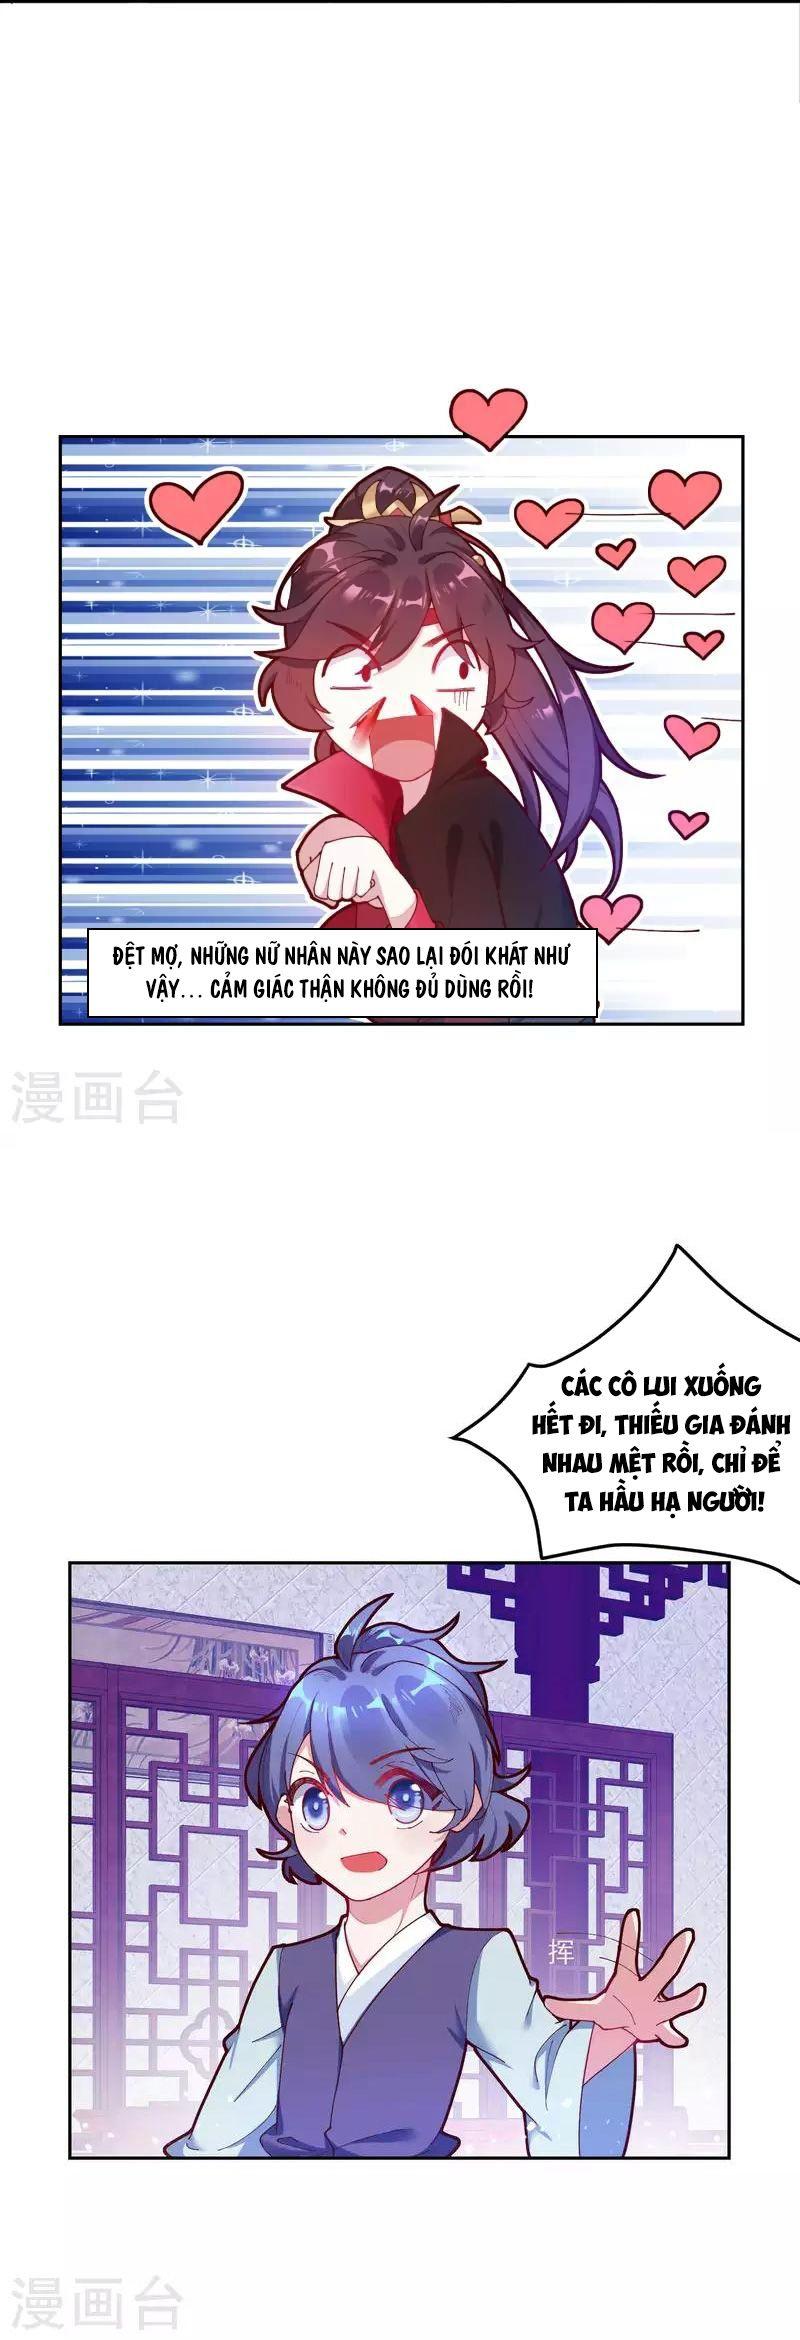 ĐỆT MỢ, NHỮNG NỮ NHÂN NÀY SAO LẠI ĐÓI KHÁT NHƯ
VẬY... CẢM GIÁC THẬN KHÔNG ĐỦ DÙNG RỒI!
漫画台
CÁC CÔ LUI XUỐNG
HẾT ĐI, THIẾU GIA ĐÁNH
NHAU MỆT RỒI, CHỈ ĐỂ
TA HẦU HẠ NGƯỜI!
挥
漫画台